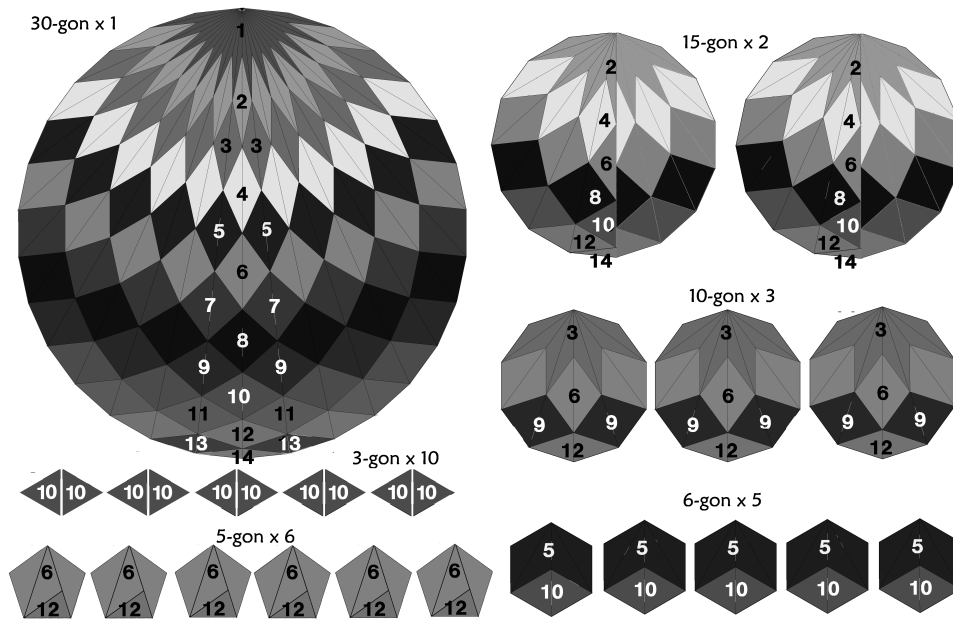 30-gon x 1
1
2
3 3
4
5 5
6
7 7
8
9 9
10
11 11
12
13 13
14
15-gon x 2
2 2
4 4
6 6
8 8
10 10
12 12
14 14
10-gon x 3
3 3 3
6 6 6
9 9 9 9 9 9
12 12 12
3-gon x 10
10 10 10 10 10 10 10 10 10 10
5-gon x 6
6 6 6 6 6 6
12 12 12 12 12 12
6-gon x 5
5 5 5 5 5
10 10 10 10 10